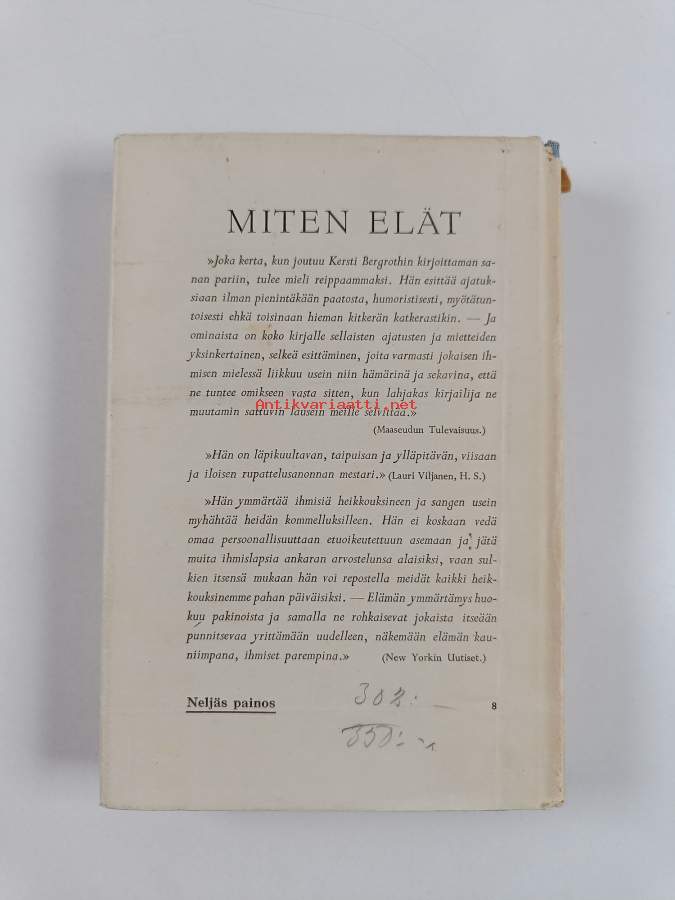 MITEN ELÄT
»Joka kerta, kun joutuu Kersti Bergrothin kirjoittaman sa-
nan pariin, tulee mieli reippaammaksi. Hän esittää ajatuk-
siaan ilman pienintäkään paatosta, humoristisesti, myötätun-
toisesti ehkä toisinaan hieman kitkerän katkerastikin. — Ja
ominaista on koko kirjalle sellaisten ajatusten ja mietteiden
yksinkertainen, selkeä esittäminen, joita varmasti jokaisen ih-
misen mielessä liikkuu usein niin hämärinä ja sekavina, että
ne tuntee omikseen vasta sitten, kun lahjakas kirjailija ne
muutamin sattuvin lausein meille selvittää.»
Antikvariaatti.net
(Maaseudun Tulevaisuus.)
»Hän on läpikuultavan, taipuisan ja ylläpitävän, viisaan
ja iloisen rupattelusanonnan mestari.» (Lauri Viljanen, H. S.)
»Hän ymmärtää ihmisiä heikkouksineen ja sangen usein
myhähtää heidän kommelluksilleen. Hän ei koskaan vedä
omaa persoonallisuuttaan etuoikeutettuun asemaan ja jätä
muita ihmislapsia ankaran arvostelunsa alaisiksi, vaan sul-
kien itsensä mukaan hän voi repostella meidät kaikki heik-
kouksinemme pahan päiväisiksi. — Elämän ymmärtämys huo-
kuu pakinoista ja samalla ne rohkaisevat jokaista itseään
punnitsevaa yrittämään uudelleen, näkemään elämän kau-
niimpana, ihmiset parempina.» (New Yorkin Uutiset.)
Neljäs painos 302:— 8
350:-